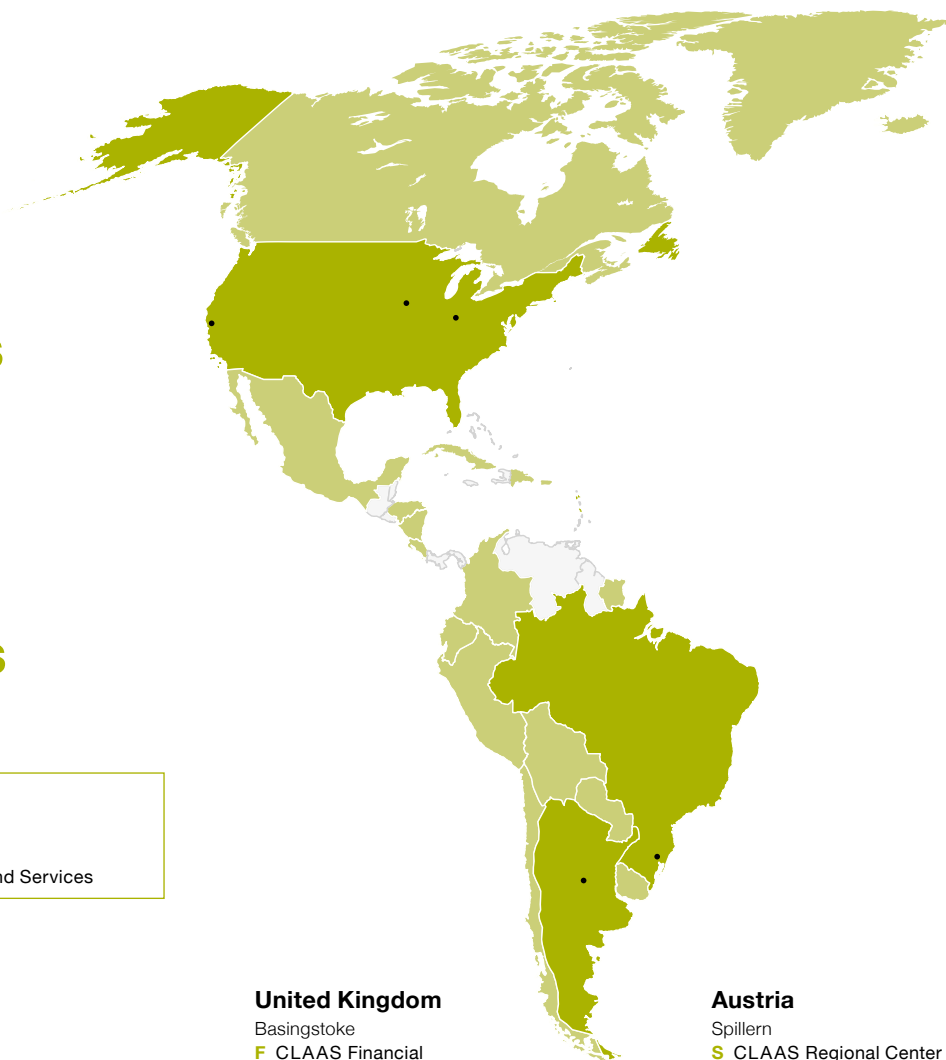 S
S
nd Services
United Kingdom
Basingstoke
F CLAAS Financial
Austria
Spillern
S CLAAS Regional Center